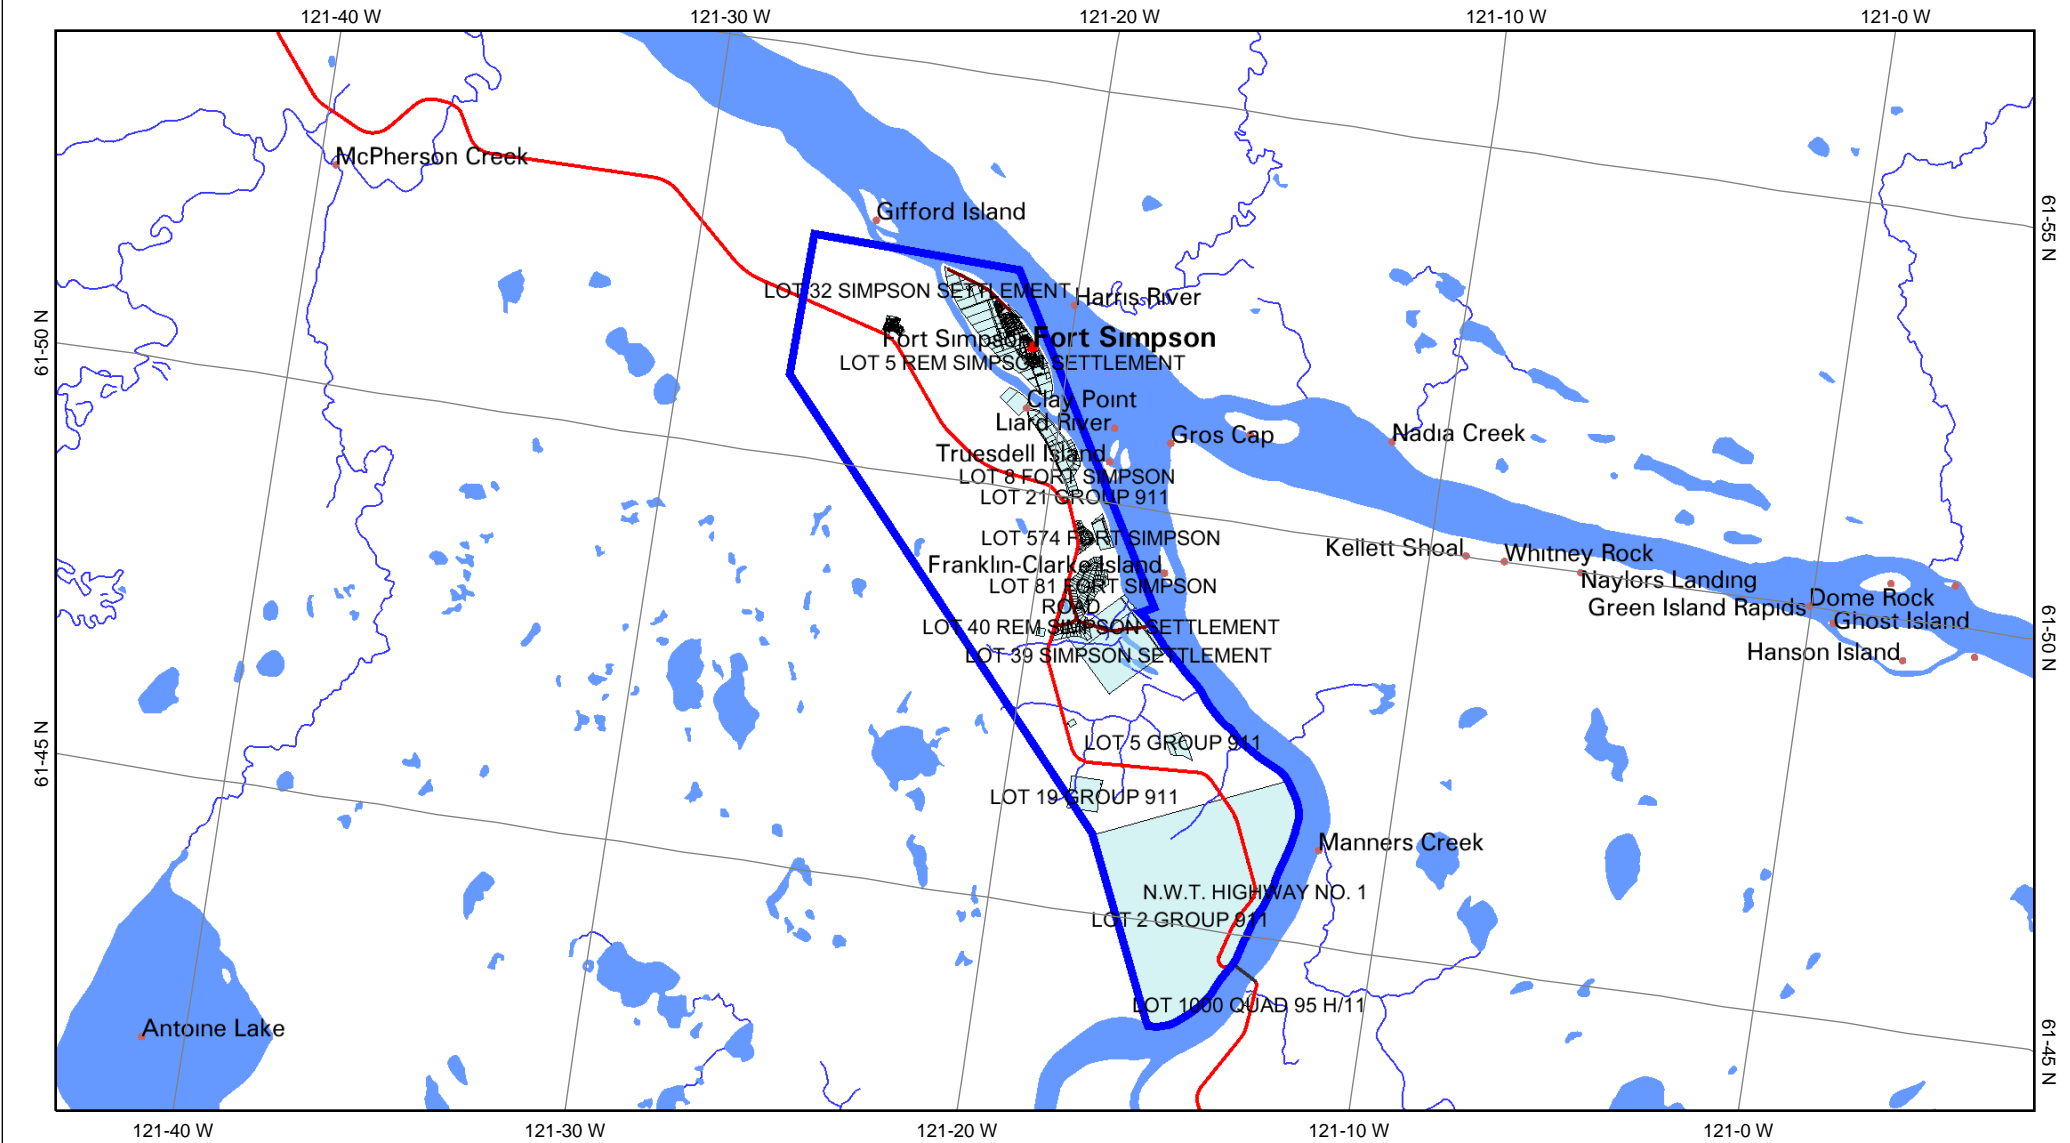 121-40 W
121-30 W
121-20 W
121-10 W
121-0 W
McPherson Creek
Gifford Island
61-55 N
LOT 32 SIMPSON SETTLEMENT
Harris River
61-50 N
Fort Simpson
Fort Simpson
LOT 5 REM SIMPSON SETTLEMENT
Clay Point
Liard River
Gros Cap
Nadia Creek
Truesdell Island
LOT 8 FORT SIMPSON
LOT 21 GROUP 911
LOT 574 FORT SIMPSON
Kellett Shoal
Whitney Rock
Franklin-Clarke Island
Naylors Landing
LOT 81 FORT SIMPSON
ROAD
Dome Rock
Green Island Rapids
Ghost Island
LOT 40 REM SIMPSON SETTLEMENT
61-50 N
Hanson Island
LOT 39 SIMPSON SETTLEMENT
61-45 N
LOT 5 GROUP 911
LOT 19 GROUP 911
Manners Creek
N.W.T. HIGHWAY NO. 1
LOT 2 GROUP 911
LOT 1000 QUAD 95 H/11
Antoine Lake
61-45 N
121-40 W
121-30 W
121-20 W
121-10 W
121-0 W